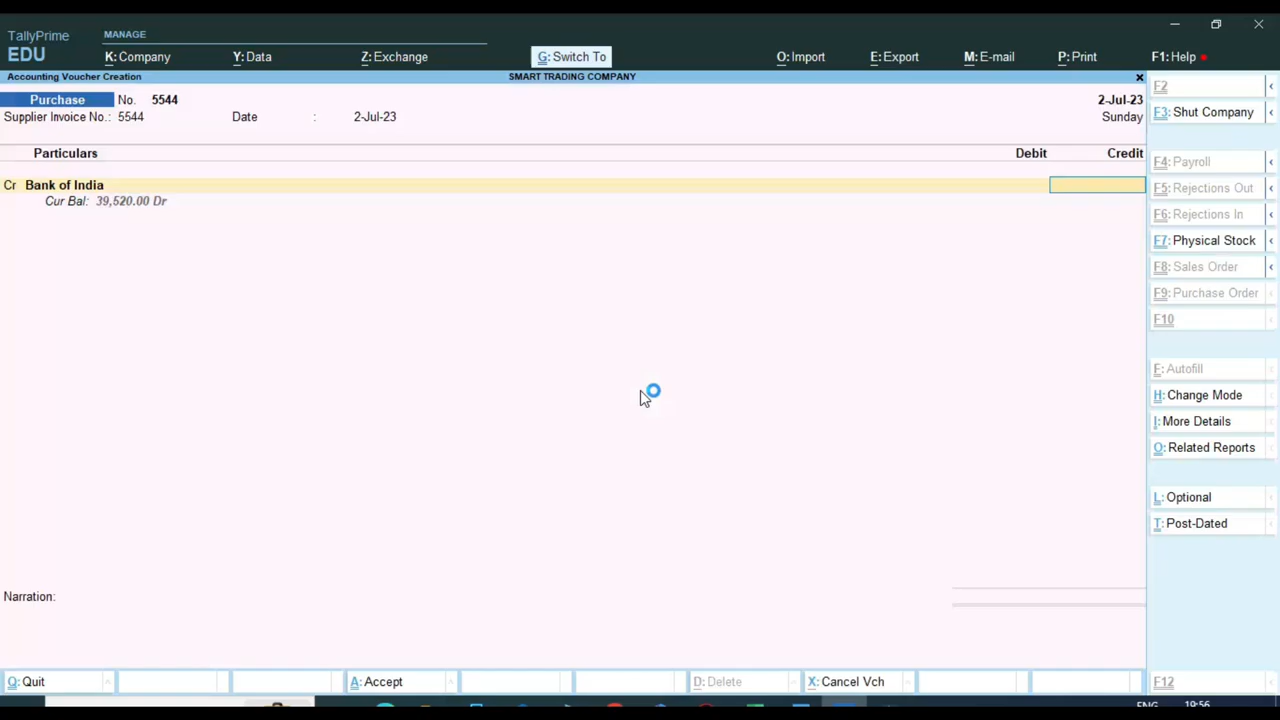 TallyPrime
EDU
MANAGE
K: Company
Y: Data
Z: Exchange
G: Switch To
O: Import
E: Export
M: E-mail
P: Print
F1: Help
Accounting Voucher Creation
SMART TRADING COMPANY
Purchase No. 5544
2-Jul-23
Supplier Invoice No.: 5544 Date : 2-Jul-23
Sunday
Particulars
Debit
Credit
Cr Bank of India
Cur Bal: 39,520.00 Dr
Narration:
F2
F3: Shut Company
F4: Payroll
F5: Rejections Out
F6: Rejections In
F7: Physical Stock
F8: Sales Order
F9: Purchase Order
F10
F: Autofill
H: Change Mode
I: More Details
O: Related Reports
L: Optional
T: Post-Dated
Q: Quit
A: Accept
D: Delete
X: Cancel Vch
F12
ENG
19:56